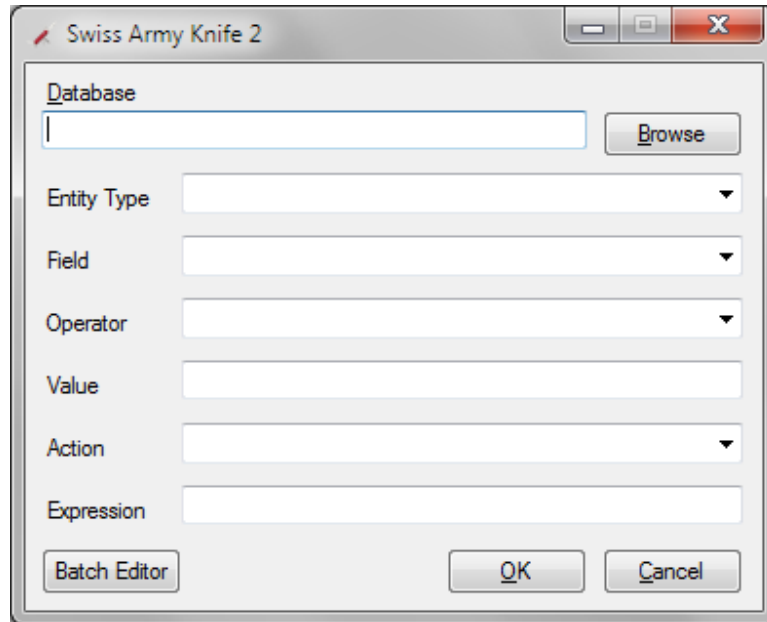 Swiss Army Knife 2
Database
Browse
Entity Type
Field
Operator
Value
Action
Expression
Batch Editor OK Cancel